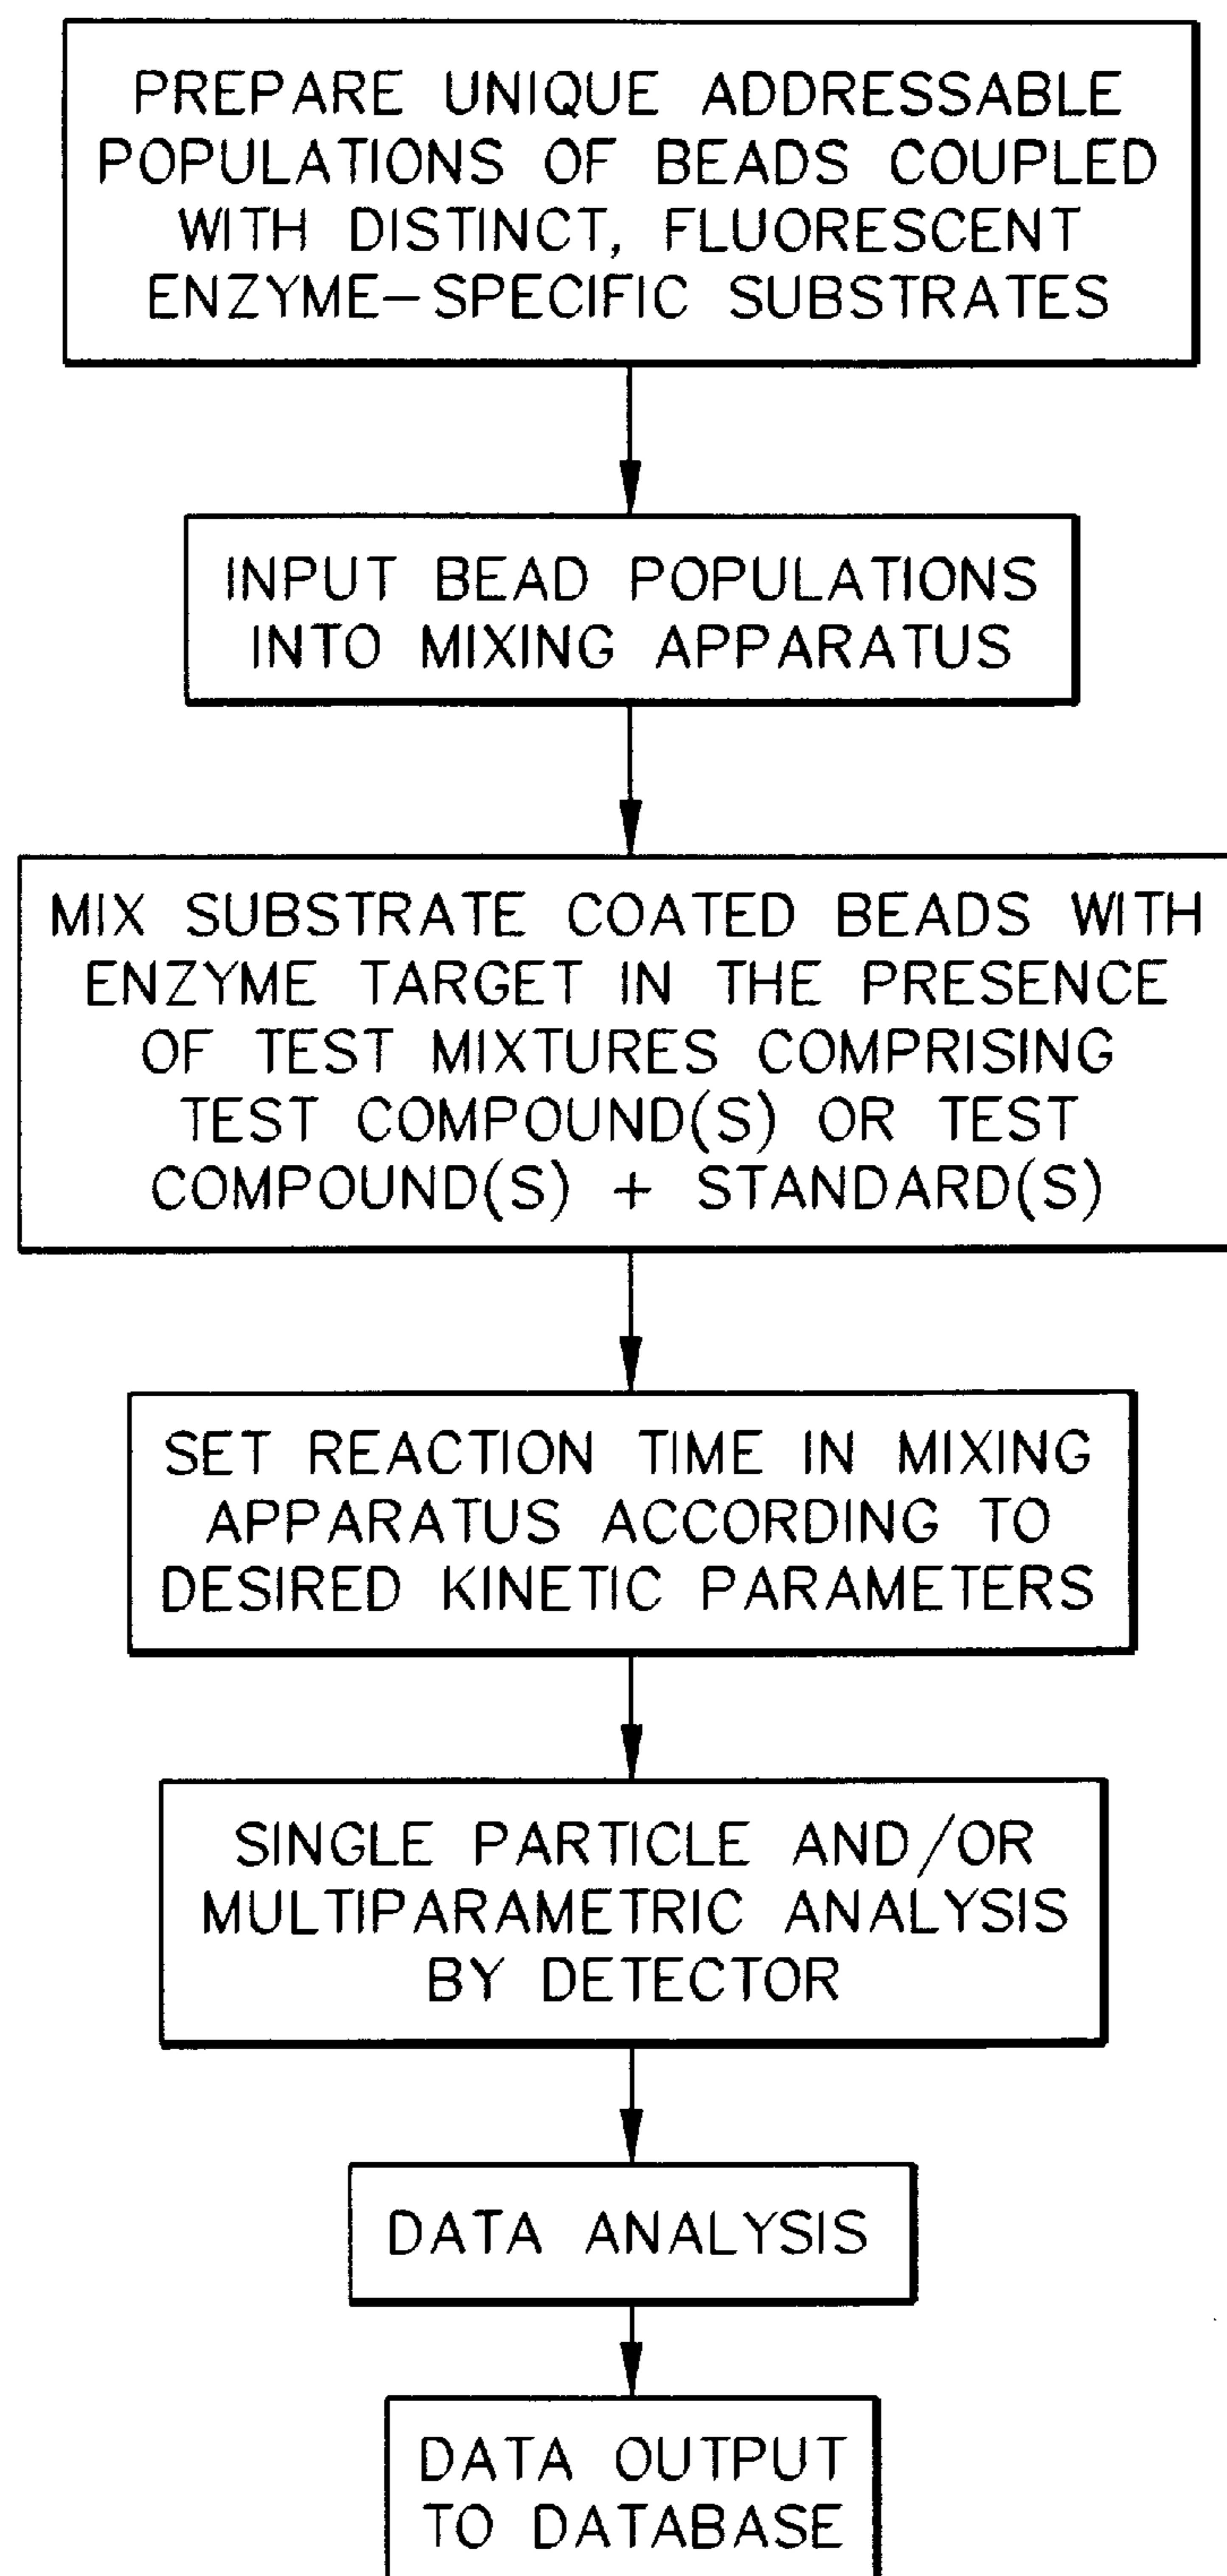 PREPARE UNIQUE ADDRESSABLE
POPULATIONS OF BEADS COUPLED
WITH DISTINCT, FLUORESCENT
ENZYME-SPECIFIC SUBSTRATES
INPUT BEAD POPULATIONS
INTO MIXING APPARATUS
MIX SUBSTRATE COATED BEADS WITH
ENZYME TARGET IN THE PRESENCE
OF TEST MIXTURES COMPRISING
TEST COMPOUND(S) OR TEST
COMPOUND(S) + STANDARD(S)
SET REACTION TIME IN MIXING
APPARATUS ACCORDING TO
DESIRED KINETIC PARAMETERS
SINGLE PARTICLE AND/OR
MULTIPARAMETRIC ANALYSIS
BY DETECTOR
DATA ANALYSIS
DATA OUTPUT
TO DATABASE